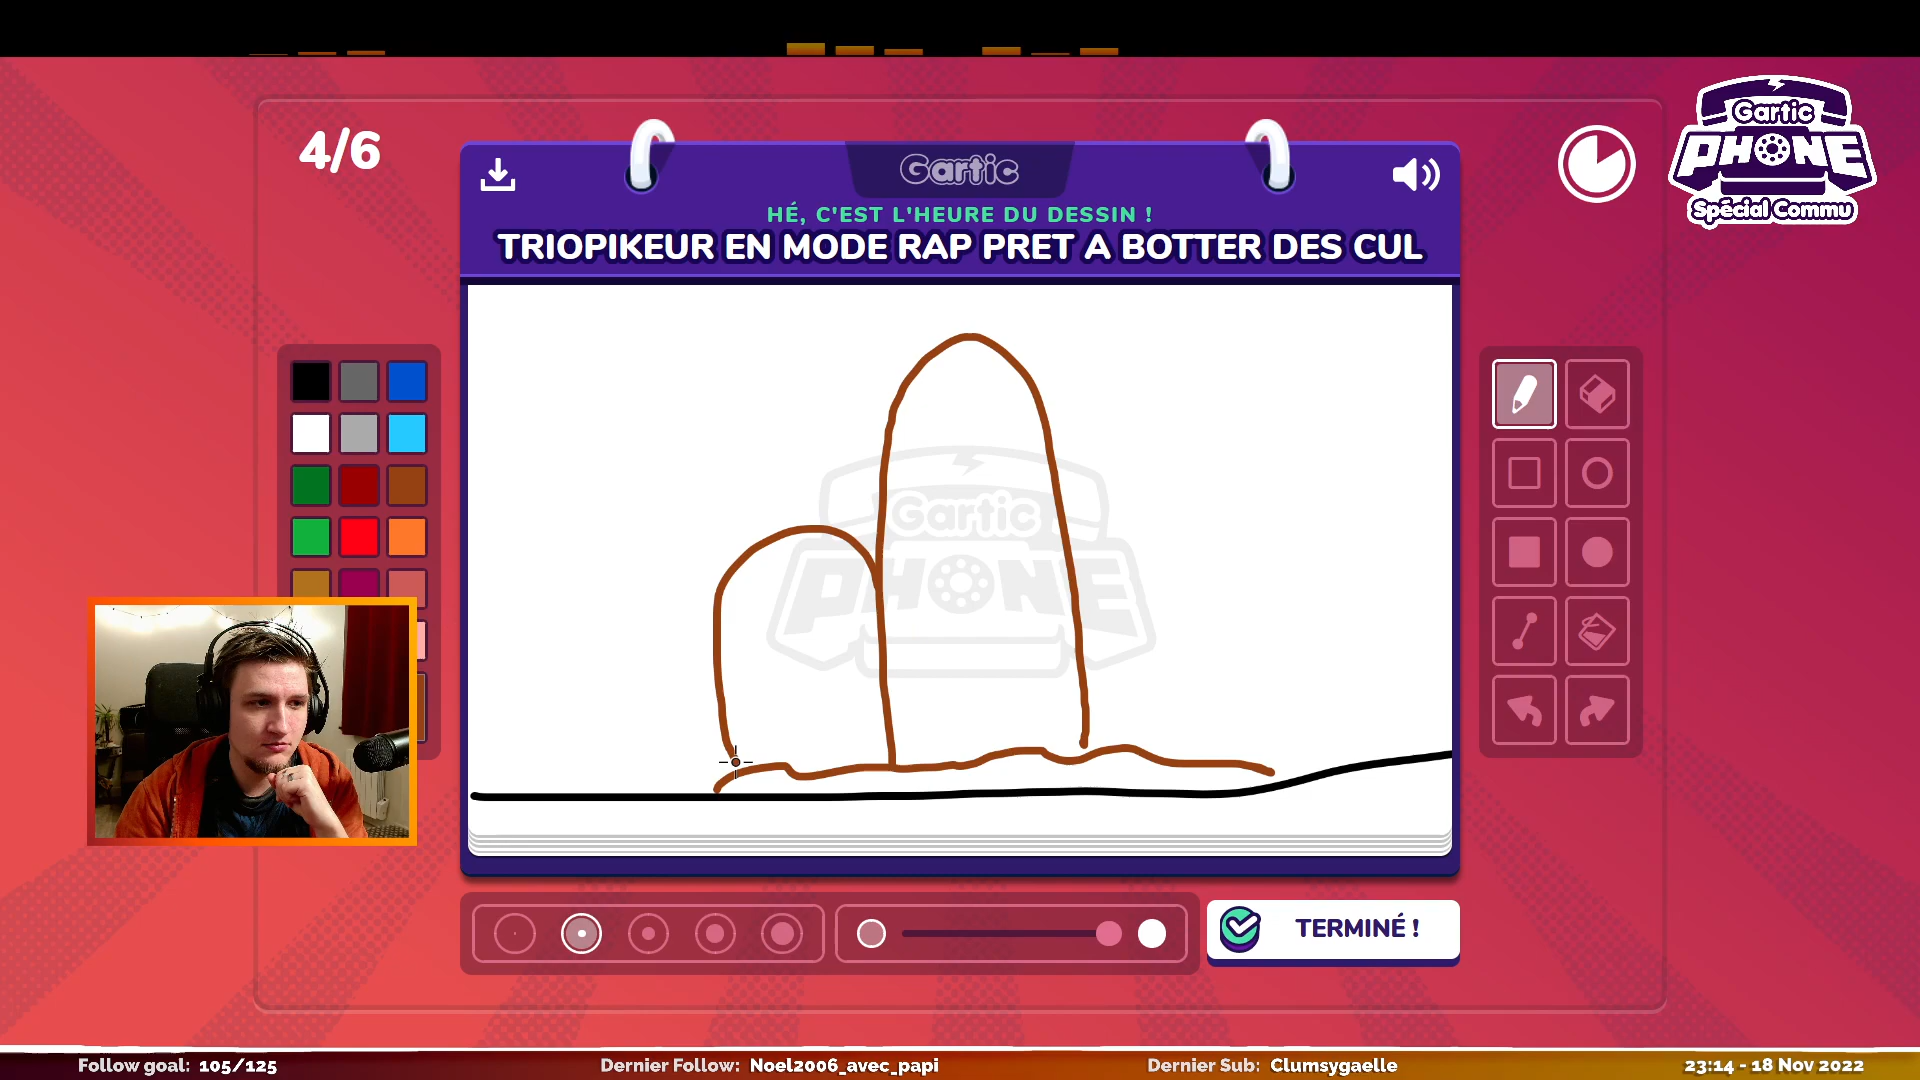 4/6
Gartic
HÉ, C'EST L'HEURE DU DESSIN !
TRIOPIKEUR EN MODE RAP PRET A BOTTER DES CUL
Gartic
PHONE
Spécial Commu
Gartic
PHONE
TERMINÉ !
Follow goal: 105/125
Dernier Follow: Noel2006_avec_papi
Dernier Sub: Clumsygaelle
23:14 - 18 Nov 2022